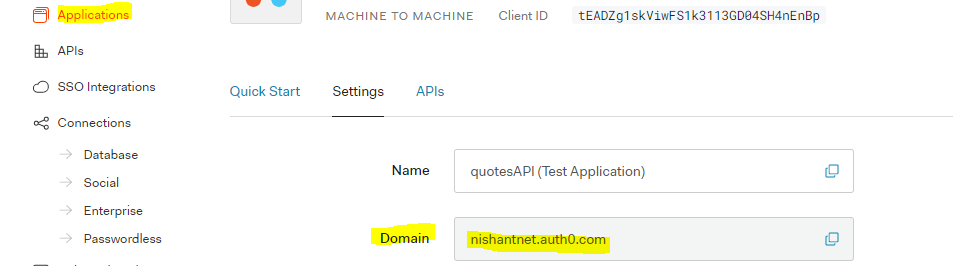 Applications
MACHINE TO MACHINE Client ID tEADZg1skViwFS1k3113GD04SH4nEnBp
APIs
SSO Integrations
Quick Start Settings APIs
Connections
Database
Name quotesAPI (Test Application)
Social
Enterprise
Passwordless
Domain nishantnet.auth0.com